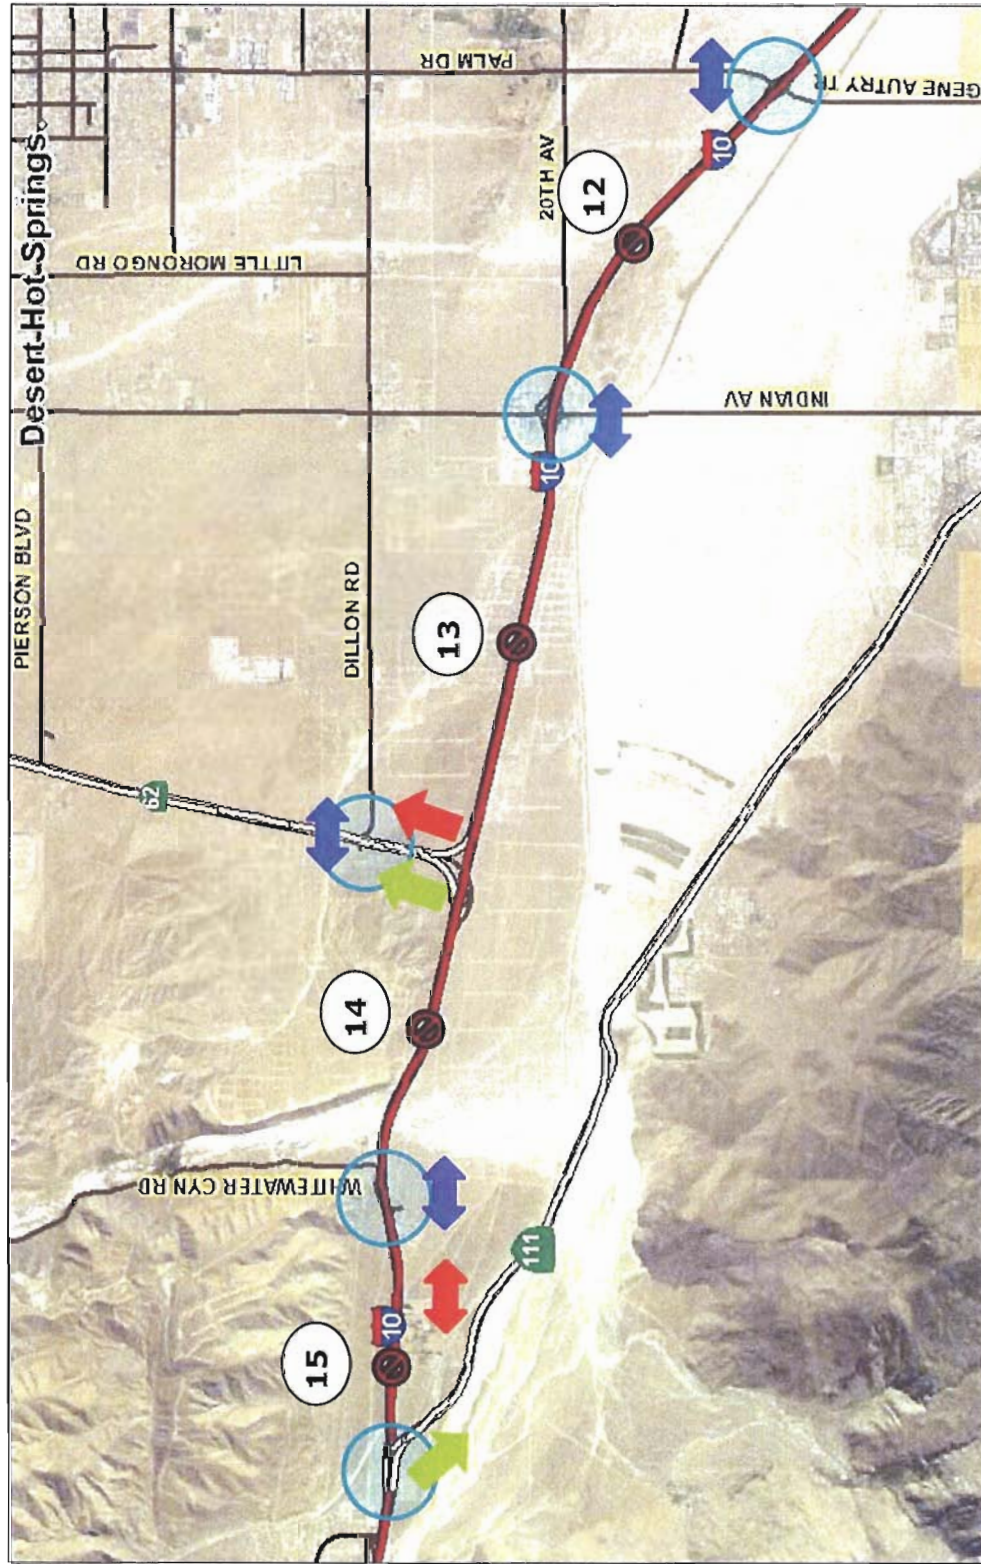 Desert Hot Springs
PIERSON BLVD
PALM DR
LITTLE MORONGO RD
62
DILLON RD
20TH AV
12
10
GENE AUTRY TR
13
10
INDIAN AV
14
WHITEWATER CYN RD
15
10
111